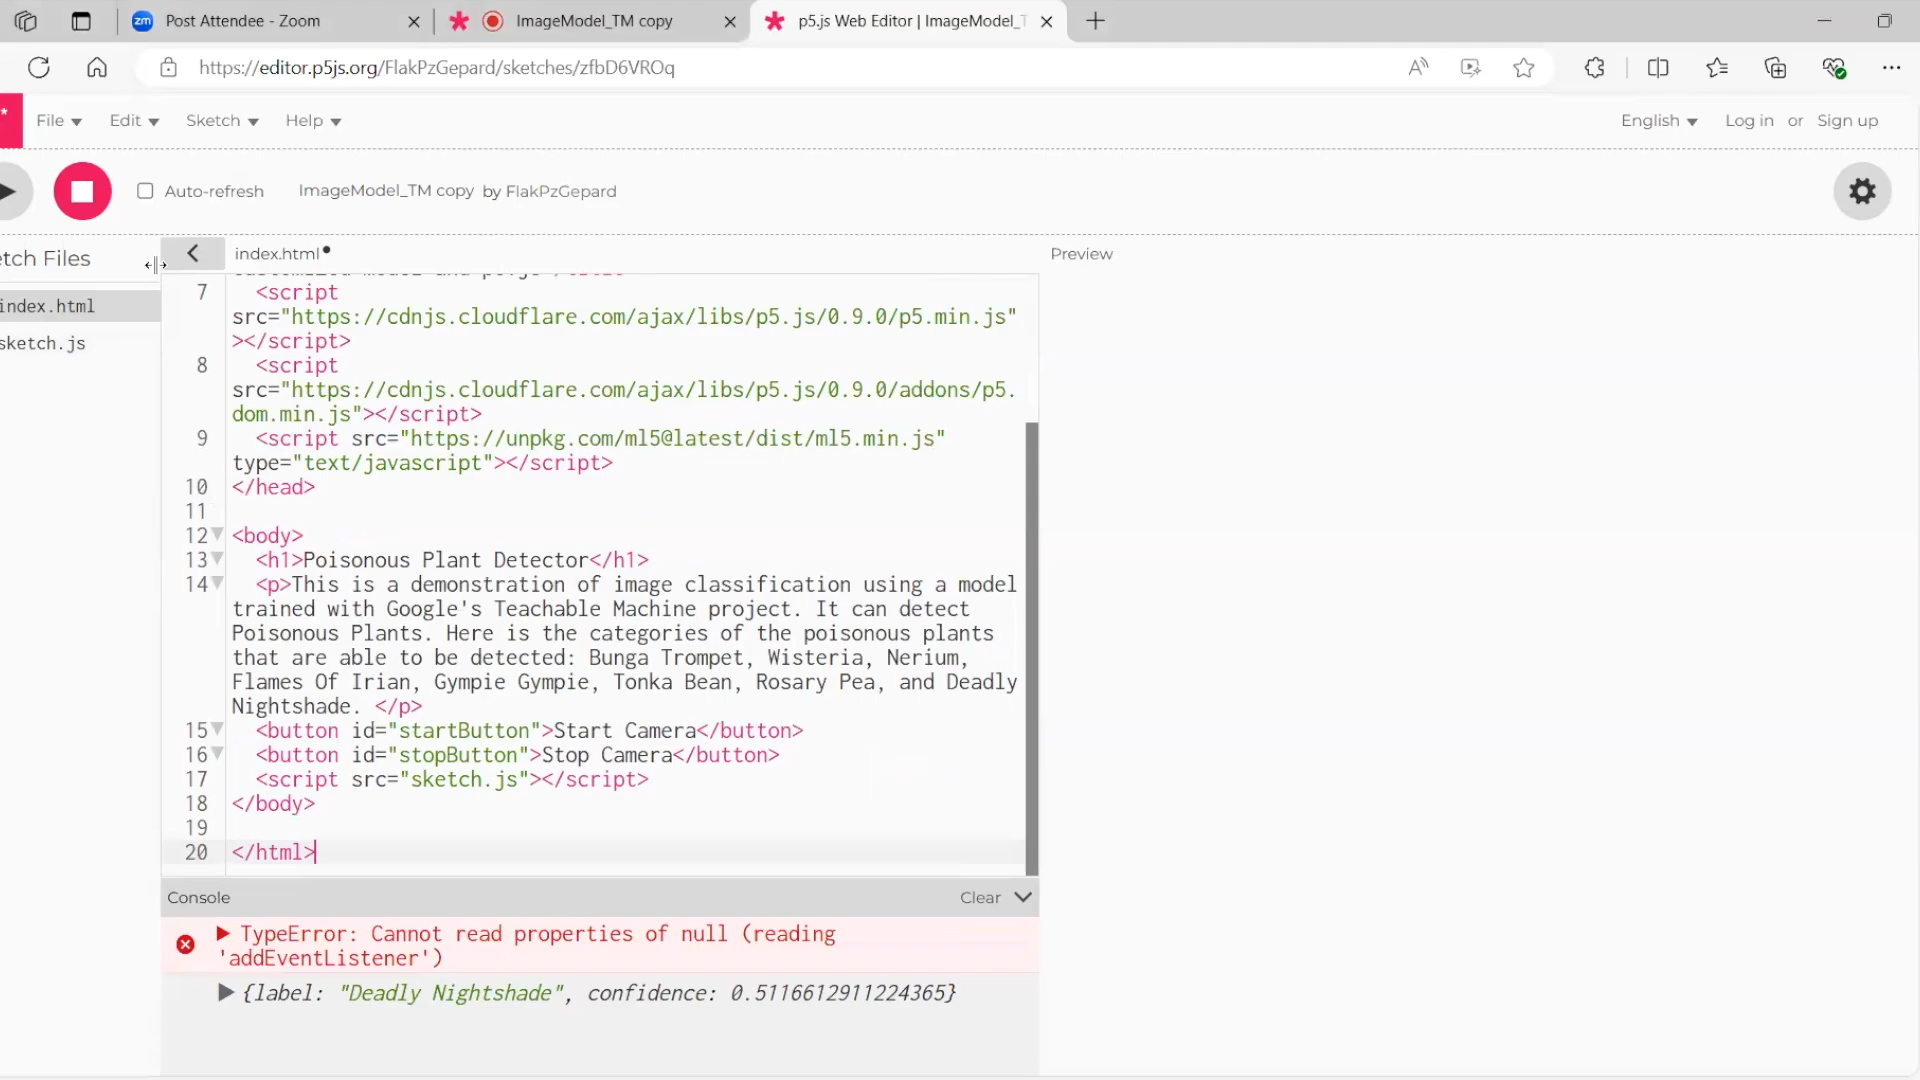 Post Attendee - Zoom
ImageModel_TM copy
p5.js Web Editor | ImageModel_T
https://editor.p5js.org/FlakPzGepard/sketches/zfbD6VROq
File Edit Sketch Help
English Log in or Sign up
Auto-refresh ImageModel_TM copy by FlakPzGepard
etch Files
index.html
sketch.js
index.html
Preview
7 <script
src="https://cdnjs.cloudflare.com/ajax/libs/p5.js/0.9.0/p5.min.js"
></script>
8 <script
src="https://cdnjs.cloudflare.com/ajax/libs/p5.js/0.9.0/addons/p5.
dom.min.js"></script>
9 <script src="https://unpkg.com/ml5@latest/dist/ml5.min.js"
type="text/javascript"></script>
10 </head>
11
12 <body>
13 <h1>Poisonous Plant Detector</h1>
14 <p>This is a demonstration of image classification using a model
trained with Google's Teachable Machine project. It can detect
Poisonous Plants. Here is the categories of the poisonous plants
that are able to be detected: Bunga Trompet, Wisteria, Nerium,
Flames Of Irian, Gympie Gympie, Tonka Bean, Rosary Pea, and Deadly
Nightshade. </p>
15 <button id="startButton">Start Camera</button>
16 <button id="stopButton">Stop Camera</button>
17 <script src="sketch.js"></script>
18 </body>
19
20 </html>
Console Clear
TypeError: Cannot read properties of null (reading
'addEventListener')
{label: "Deadly Nightshade", confidence: 0.5116612911224365}